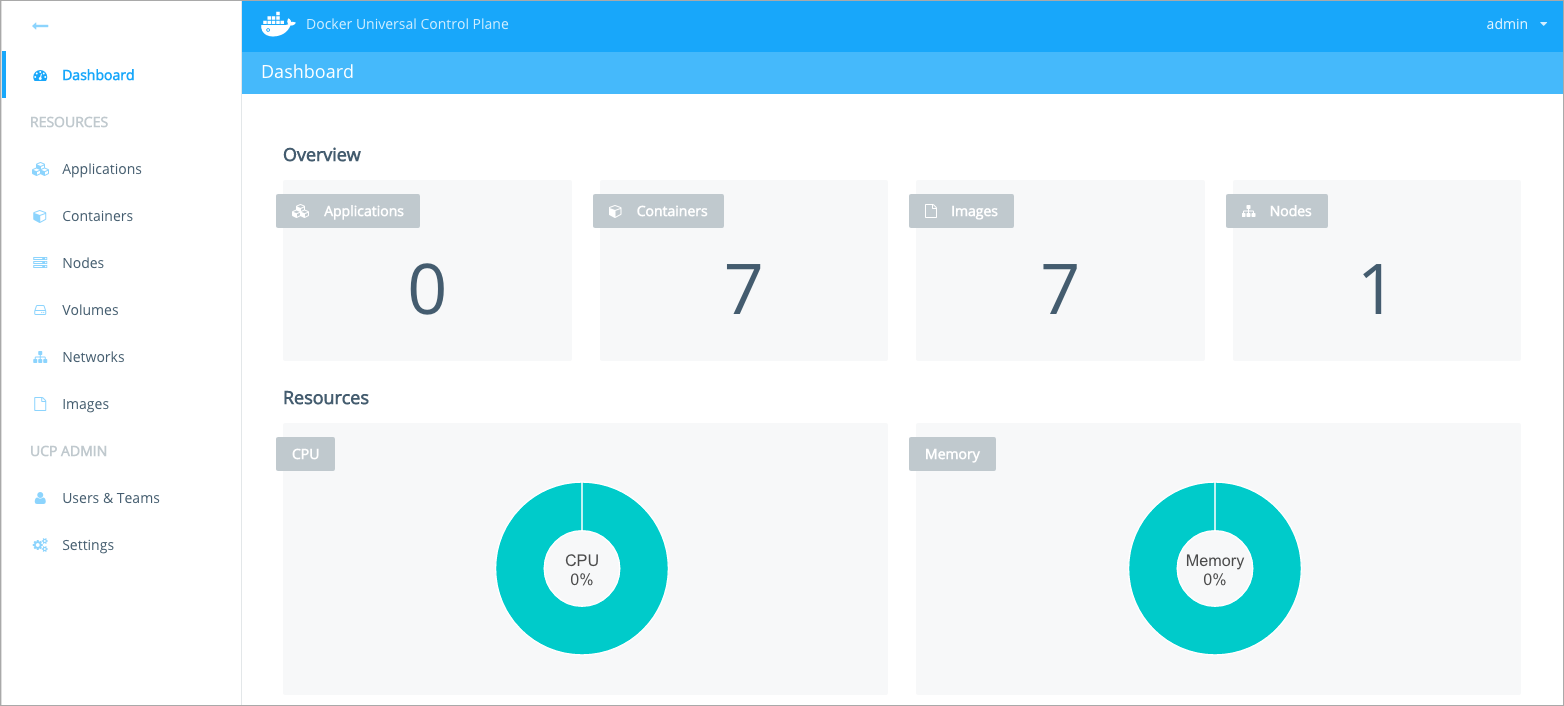 Docker Universal Control Plane
admin
Dashboard
Dashboard
RESOURCES
Applications
Containers
Nodes
Volumes
Networks
Images
UCP ADMIN
Users & Teams
Settings
Overview
Applications
0
Containers
7
Images
7
Nodes
1
Resources
CPU
CPU
0%
Memory
Memory
0%